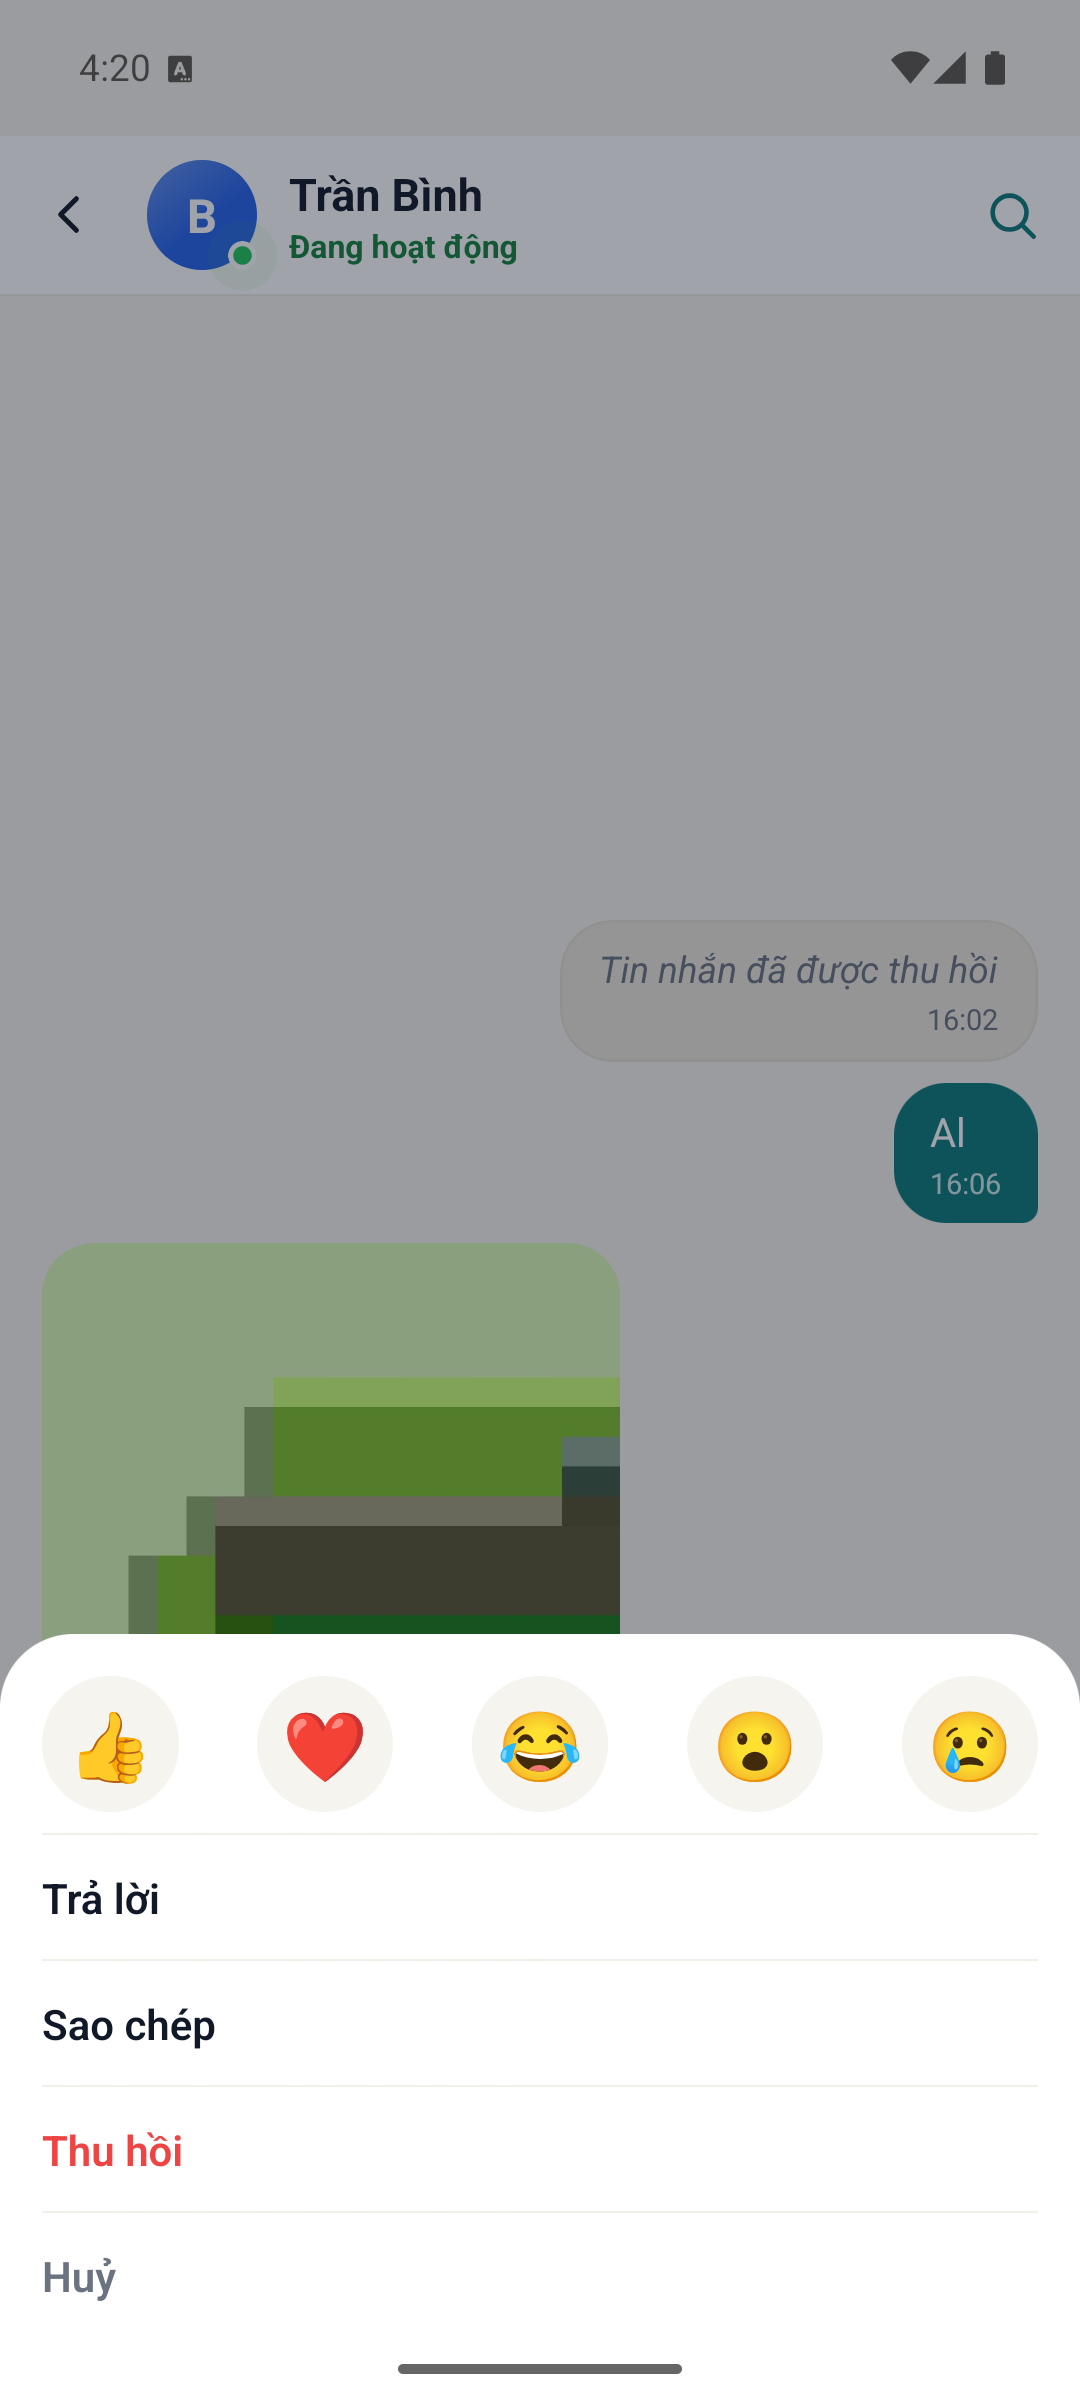 4:20
B
Trần Bình
Đang hoạt động
Tin nhắn đã được thu hồi
16:02
Al
16:06
Trả lời
Sao chép
Thu hồi
Huỷ